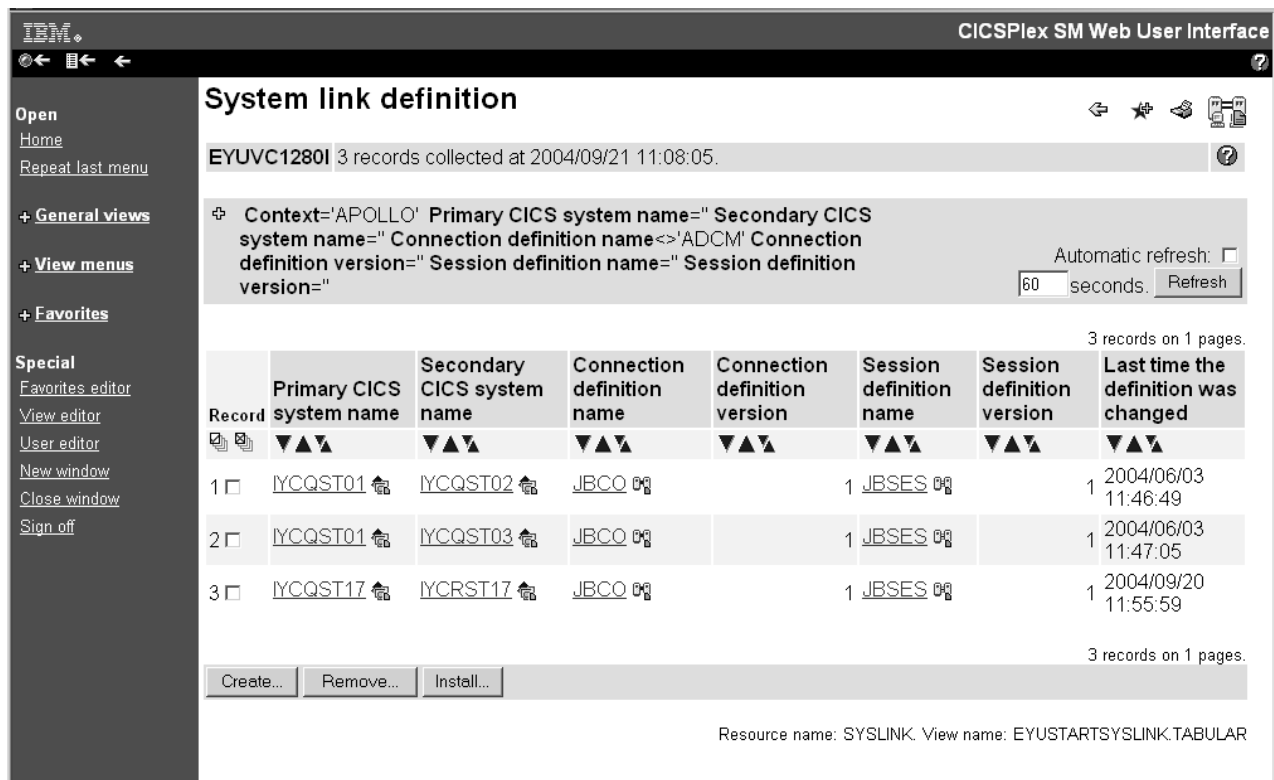 IBM.
CICSPlex SM Web User Interface
Open
Home
Repeat last menu
+ General views
+ View menus
+ Favorites
Special
Favorites editor
View editor
User editor
New window
Close window
Sign off
System link definition
EYUVC1280I 3 records collected at 2004/09/21 11:08:05.
Context='APOLLO' Primary CICS system name='' Secondary CICS
system name='' Connection definition name<>'ADCM' Connection
definition version='' Session definition name='' Session definition
version=''
Automatic refresh:
60 seconds. Refresh
3 records on 1 pages.
Record Primary CICS system name Secondary CICS system name Connection definition name Connection definition version Session definition name Session definition version Last time the definition was changed
1 IYCQST01 IYCQST02 JBCO 1 JBSES 1 2004/06/03 11:46:49
2 IYCQST01 IYCQST03 JBCO 1 JBSES 1 2004/06/03 11:47:05
3 IYCQST17 IYCRST17 JBCO 1 JBSES 1 2004/09/20 11:55:59
3 records on 1 pages.
Create... Remove... Install...
Resource name: SYSLINK. View name: EYUSTARTSYSLINK.TABULAR